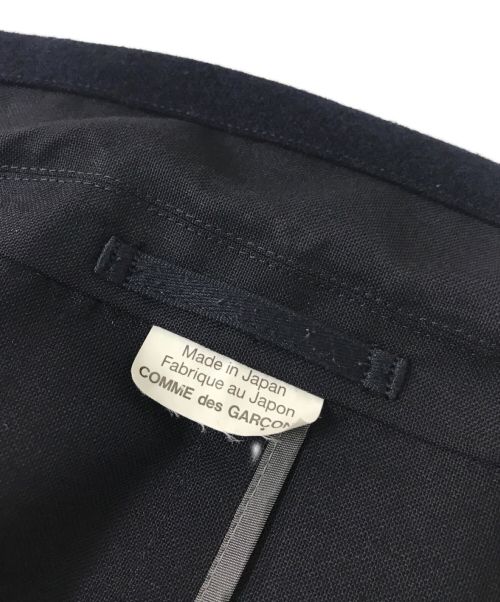 Made in Japan
Fabrique au Japon
COMME des GARÇON